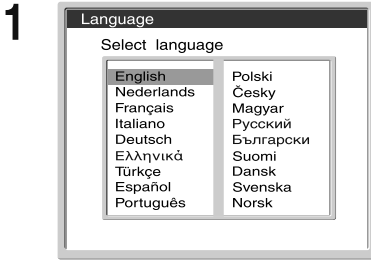 1
Language
Select language
English
Nederlands
Français
Italiano
Deutsch
Ελληνικά
Türkçe
Español
Português
Polski
Česky
Magyar
Русский
Български
Suomi
Dansk
Svenska
Norsk